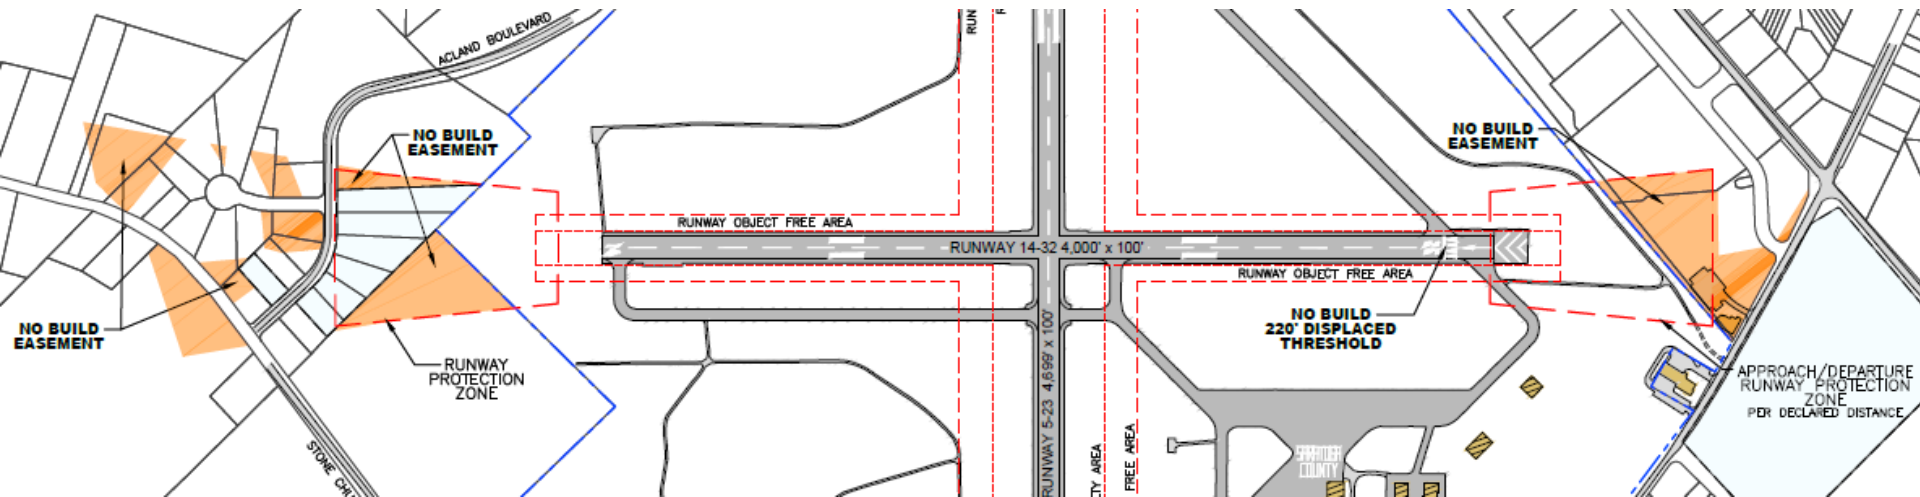 ACLAND BOULEVARD
NO BUILD
EASEMENT
NO BUILD
EASEMENT
RUNWAY
PROTECTION
ZONE
STONE
RUNWAY OBJECT FREE AREA
RUNWAY 14-32 4,000' x 100'
RUNWAY OBJECT FREE AREA
RUNWAY 5-23 4,699' x 100'
AREA
FREE AREA
NO BUILD
220' DISPLACED
THRESHOLD
SARATOGA
COUNTY
NO BUILD
EASEMENT
APPROACH/DEPARTURE
RUNWAY PROTECTION
ZONE
PER DECLARED DISTANCE